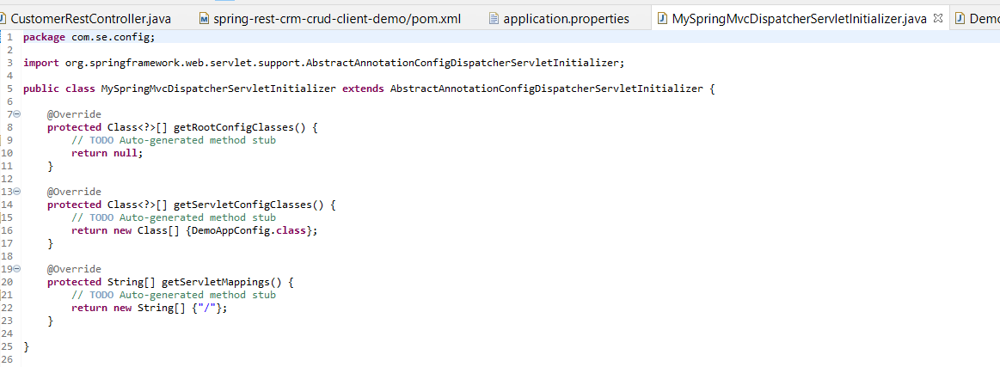 CustomerRestController.java spring-rest-crm-crud-client-demo/pom.xml application.properties MySpringMvcDispatcherServletInitializer.java Demo
1 package com.se.config;
2
3 import org.springframework.web.servlet.support.AbstractAnnotationConfigDispatcherServletInitializer;
4
5 public class MySpringMvcDispatcherServletInitializer extends AbstractAnnotationConfigDispatcherServletInitializer {
6
7 @Override
8 protected Class<?>[] getRootConfigClasses() {
9 // TODO Auto-generated method stub
10 return null;
11 }
12
13 @Override
14 protected Class<?>[] getServletConfigClasses() {
15 // TODO Auto-generated method stub
16 return new Class[] {DemoAppConfig.class};
17 }
18
19 @Override
20 protected String[] getServletMappings() {
21 // TODO Auto-generated method stub
22 return new String[] {"/"};
23 }
24
25 }
26